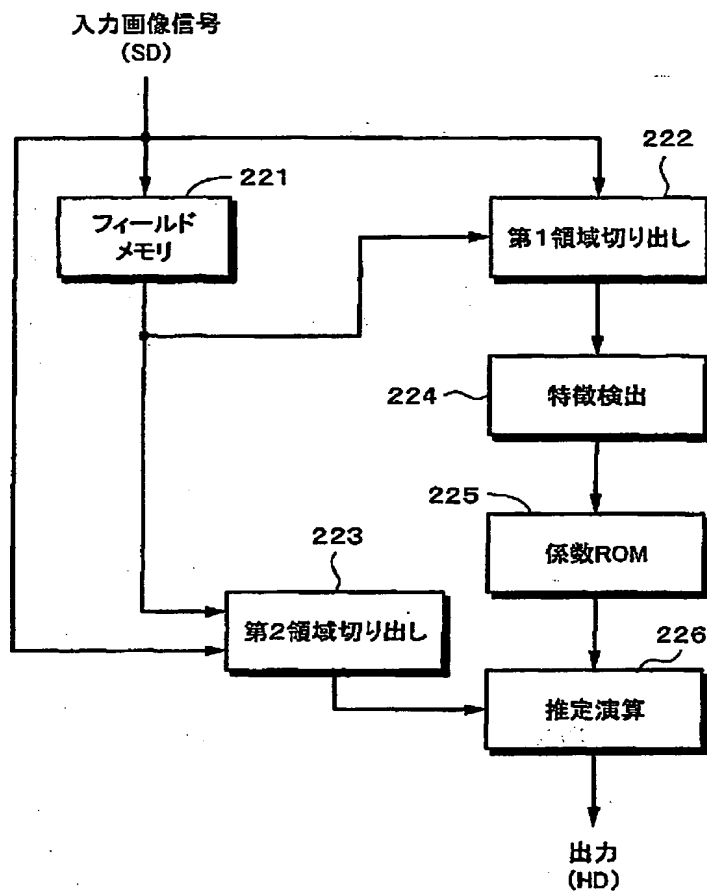 入力画像信号
(SD)
221
フィールド
メモリ
222
第1領域切り出し
224
特徴検出
225
係数ROM
223
第2領域切り出し
226
推定演算
出力
(HD)